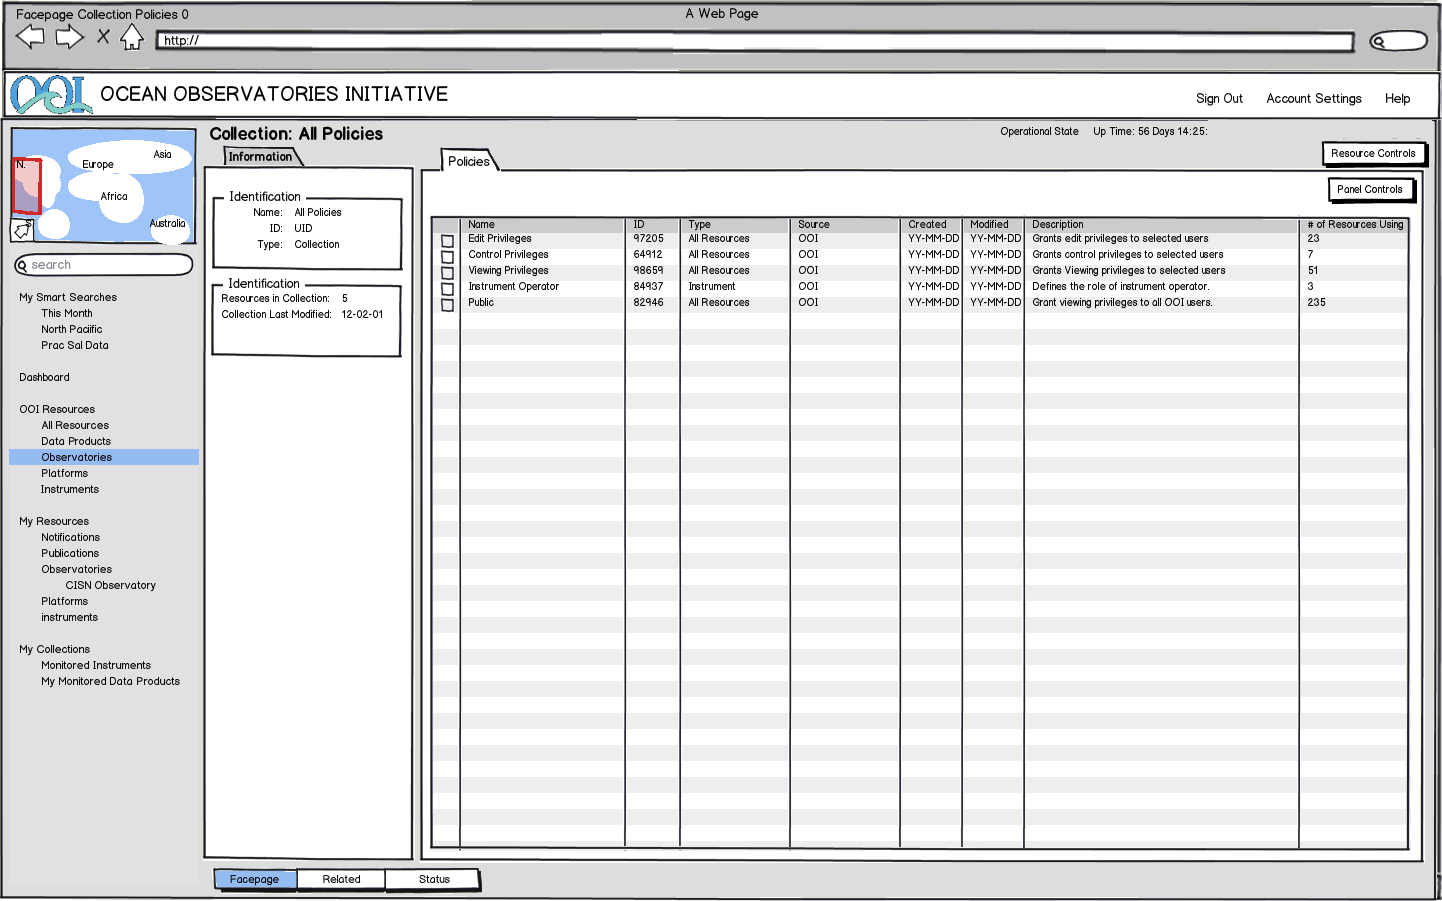 Facepage Collection Policies 0
A Web Page
http://
OOI OCEAN OBSERVATORIES INITIATIVE
Sign Out Account Settings Help
Collection: All Policies
Operational State Up Time: 56 Days 14:25:
Resource Controls
Panel Controls
N.
Europe
Asia
Africa
Australia
S
search
My Smart Searches
This Month
North Paciific
Prac Sal Data
Dashboard
OOI Resources
All Resources
Data Products
Observatories
Platforms
Instruments
My Resources
Notifications
Publications
Observatories
CISN Observatory
Platforms
instruments
My Collections
Monitored Instruments
My Monitored Data Products
Information
Identification
Name: All Policies
ID: UID
Type: Collection
Identification
Resources in Collection: 5
Collection Last Modified: 12-02-01
Policies
Name ID Type Source Created Modified Description # of Resources Using
Edit Privileges 97205 All Resources OOI YY-MM-DD YY-MM-DD Grants edit privileges to selected users 23
Control Privileges 64912 All Resources OOI YY-MM-DD YY-MM-DD Grants control privileges to selected users 7
Viewing Privileges 98659 All Resources OOI YY-MM-DD YY-MM-DD Grants Viewing privileges to selected users 51
Instrument Operator 84937 Instrument OOI YY-MM-DD YY-MM-DD Defines the role of instrument operator. 3
Public 82946 All Resources OOI YY-MM-DD YY-MM-DD Grant viewing privileges to all OOI users. 235
Facepage Related Status